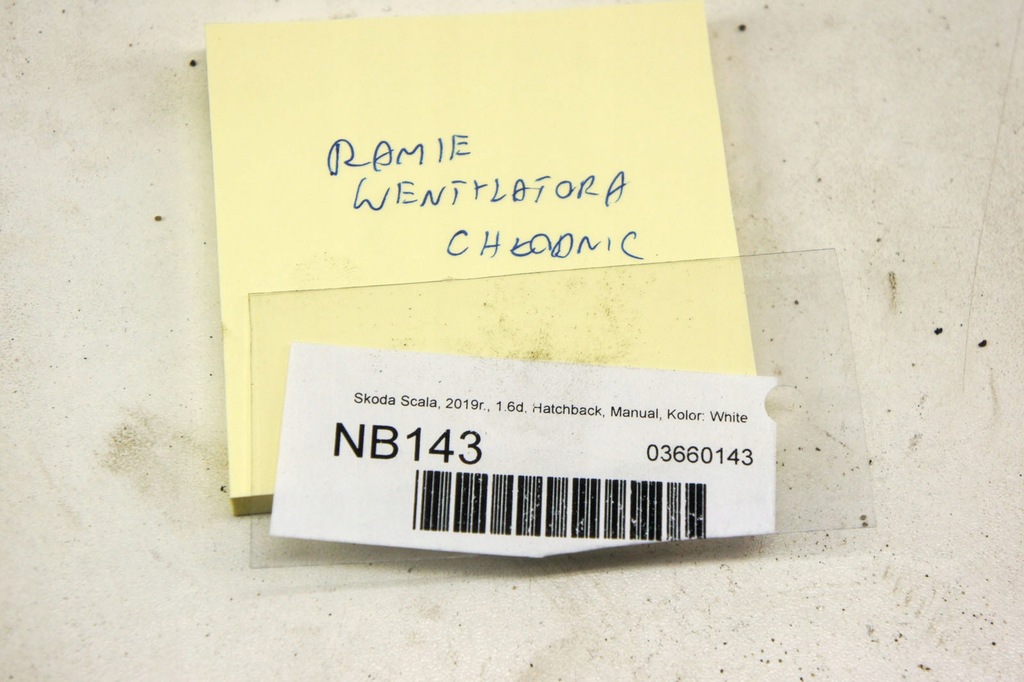 RAMIE
WENTYLATORA
CHŁODNIC
Skoda Scala, 2019r., 1.6d, Hatchback, Manual, Kolor: White
NB143
03660143